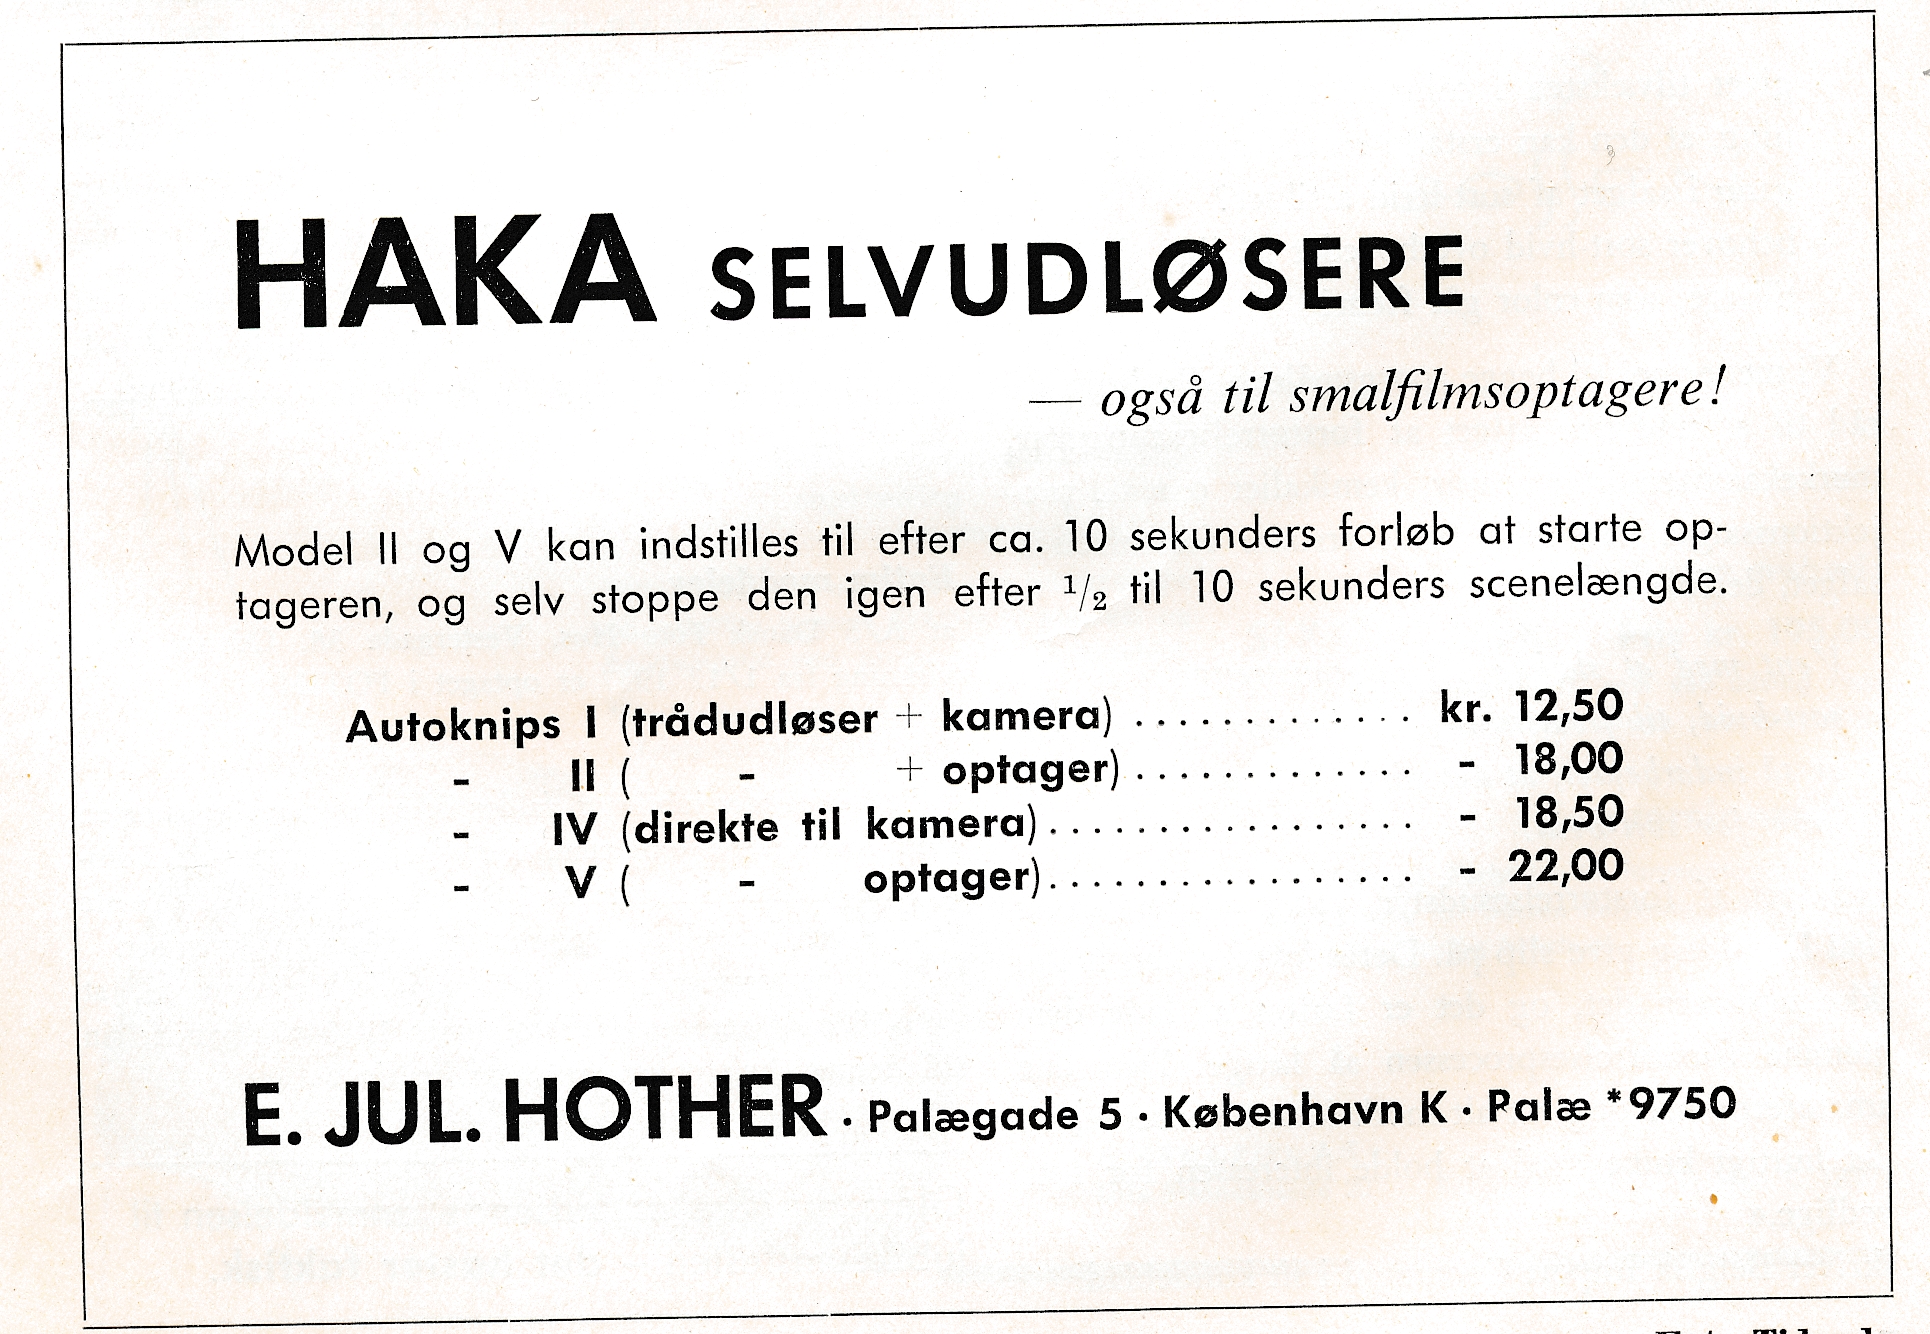 HAKA SELVUDLØSERE
— også til smalfilmsoptagere!
Model II og V kan indstilles til efter ca. 10 sekunders forløb at starte op-
tageren, og selv stoppe den igen efter 1/2 til 10 sekunders scenelængde.
Autoknips I (trådudløser + kamera) ............. kr. 12,50
- II ( - + optager) ............. - 18,00
- IV (direkte til kamera) ................. - 18,50
- V ( - optager) ................. - 22,00
E. JUL. HOTHER · Palægade 5 · København K · Palæ *9750